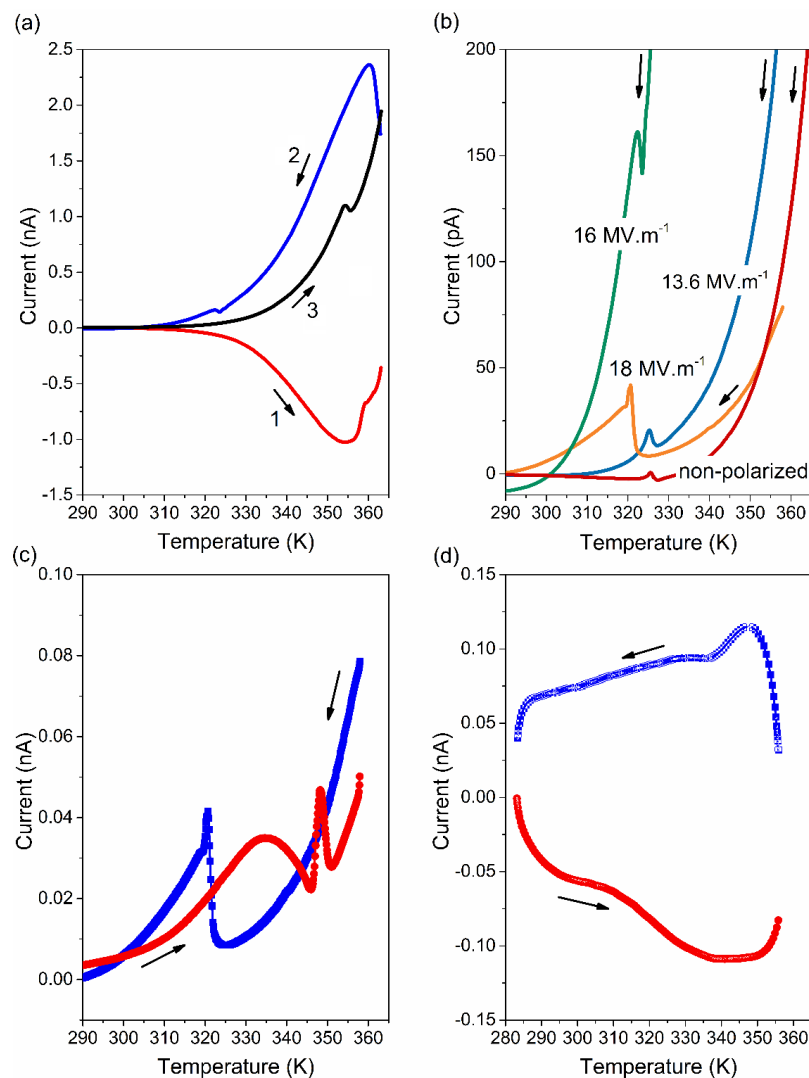 (a)
2.5
2.0
1.5
1.0
0.5
0.0
-0.5
-1.0
-1.5
Current (nA)
2
3
1
290 300 310 320 330 340 350 360
Temperature (K)
(b)
200
150
100
50
0
Current (pA)
16 MV.m⁻¹
13.6 MV.m⁻¹
18 MV.m⁻¹
non-polarized
290 300 310 320 330 340 350 360
Temperature (K)
(c)
0.10
0.08
0.06
0.04
0.02
0.00
Current (nA)
290 300 310 320 330 340 350 360
Temperature (K)
(d)
0.15
0.10
0.05
0.00
-0.05
-0.10
-0.15
Current (nA)
280 290 300 310 320 330 340 350 360
Temperature (K)